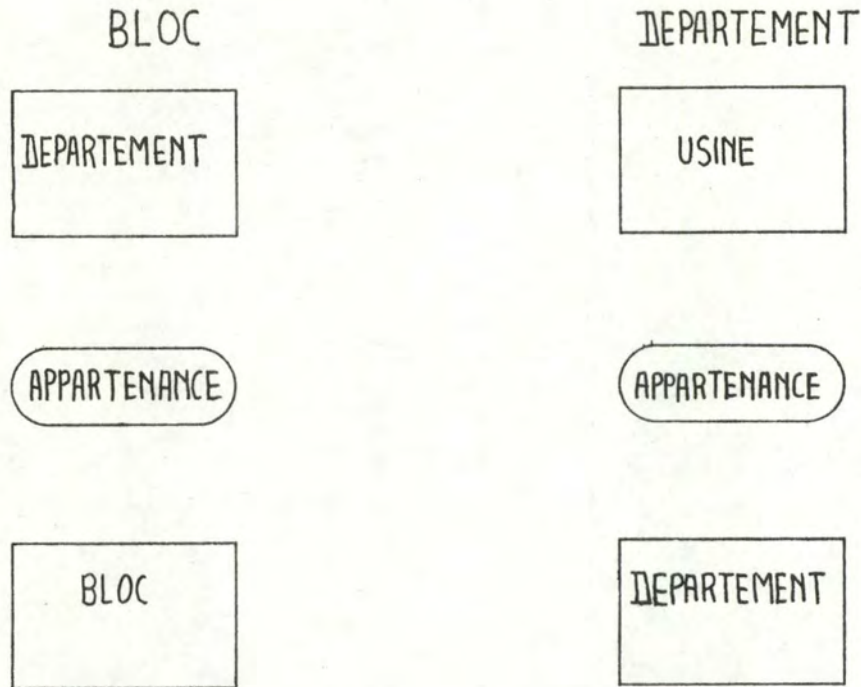 BLOC
DEPARTEMENT
APPARTENANCE
BLOC
DEPARTEMENT
USINE
APPARTENANCE
DEPARTEMENT